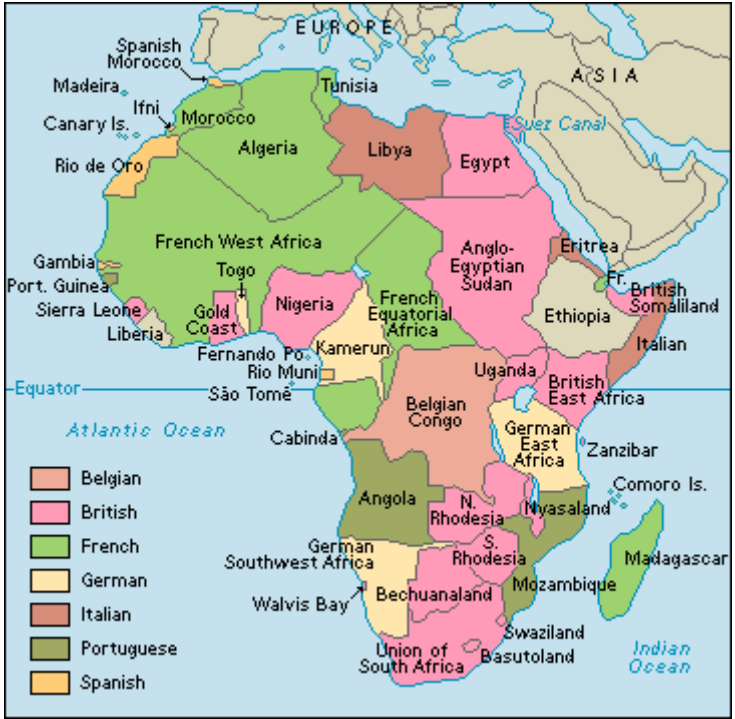 EUROPE
ASIA
Spanish
Morocco
Madeira
Tunisia
Ifni
Morocco
Canary Is.
Suez Canal
Algeria
Libya
Egypt
Rio de Oro
French West Africa
Anglo-
Egyptian
Sudan
Eritrea
Gambia
Togo
Fr.
Port. Guinea
British
Somaliland
Sierra Leone
Gold
Coast
Nigeria
French
Equatorial
Africa
Ethiopia
Liberia
Italian
Fernando Po
Kamerun
Rio Muni
Uganda
British
East Africa
Equator
São Tomé
Belgian
Congo
Atlantic Ocean
Cabinda
German
East
Africa
Zanzibar
Comoro Is.
Angola
N.
Rhodesia
Nyasaland
German
Southwest Africa
S.
Rhodesia
Madagascar
Mozambique
Walvis Bay
Bechuanaland
Swaziland
Union of
South Africa
Basutoland
Indian
Ocean
Belgian
British
French
German
Italian
Portuguese
Spanish